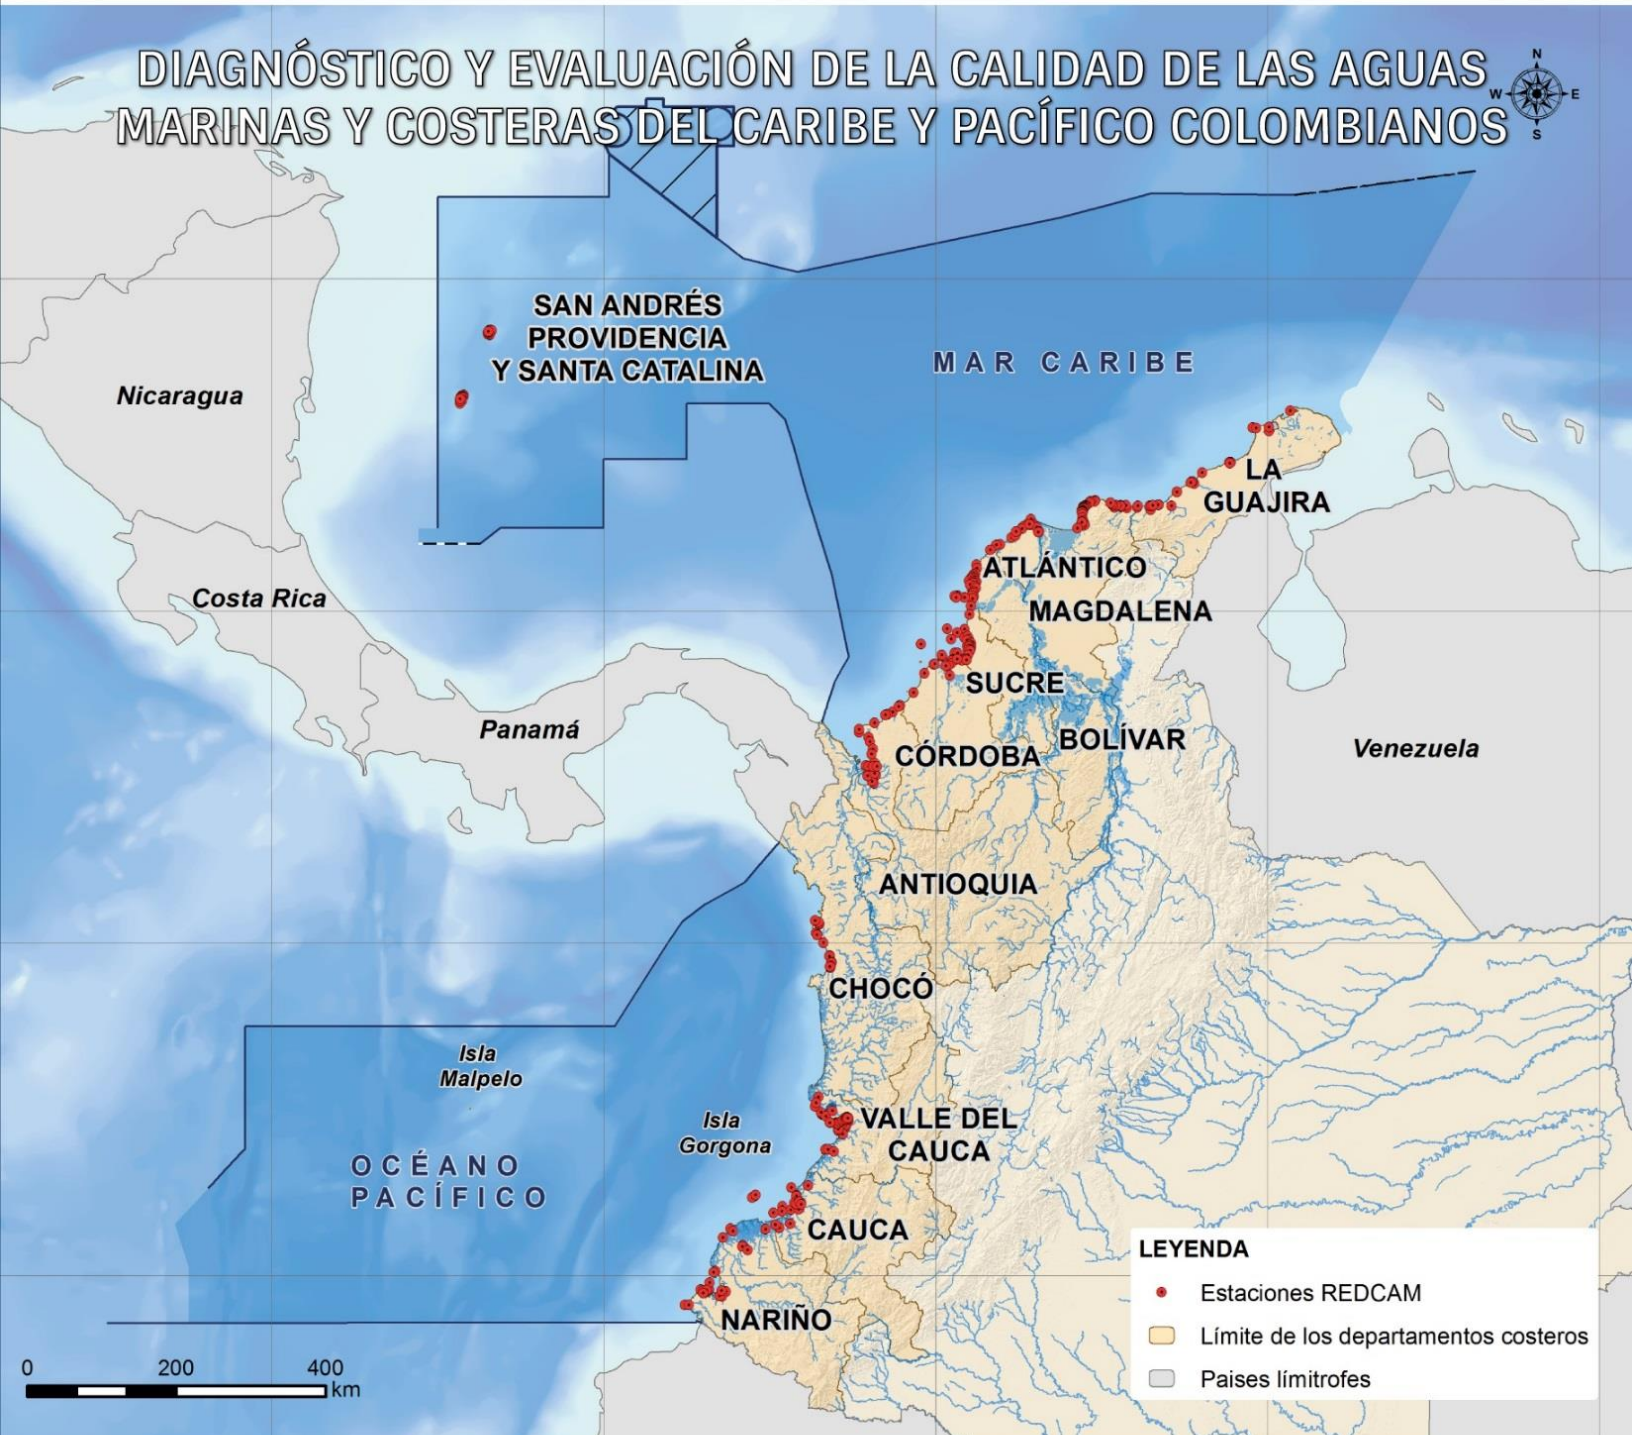 DIAGNÓSTICO Y EVALUACIÓN DE LA CALIDAD DE LAS AGUAS
MARINAS Y COSTERAS DEL CARIBE Y PACÍFICO COLOMBIANOS
N
W E
S
SAN ANDRÉS
PROVIDENCIA
Y SANTA CATALINA
MAR CARIBE
Nicaragua
LA
GUAJIRA
ATLÁNTICO
Costa Rica
MAGDALENA
SUCRE
Panamá
BOLÍVAR
CÓRDOBA
Venezuela
ANTIOQUIA
CHOCÓ
Isla
Malpelo
Isla
Gorgona
VALLE DEL
CAUCA
OCÉANO
PACÍFICO
CAUCA
NARIÑO
LEYENDA
Estaciones REDCAM
Límite de los departamentos costeros
Paises límitrofes
0 200 400
km